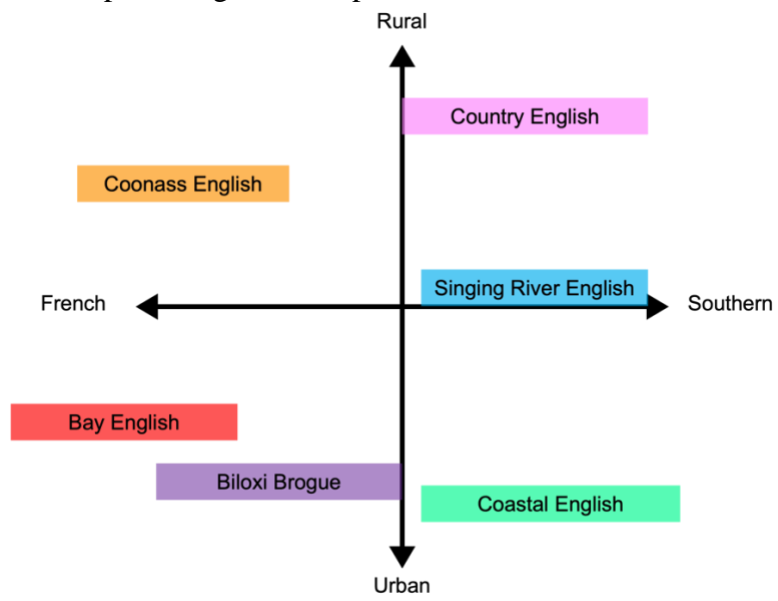 Rural
Country English
Coonass English
Singing River English
French
Southern
Bay English
Biloxi Brogue
Coastal English
Urban